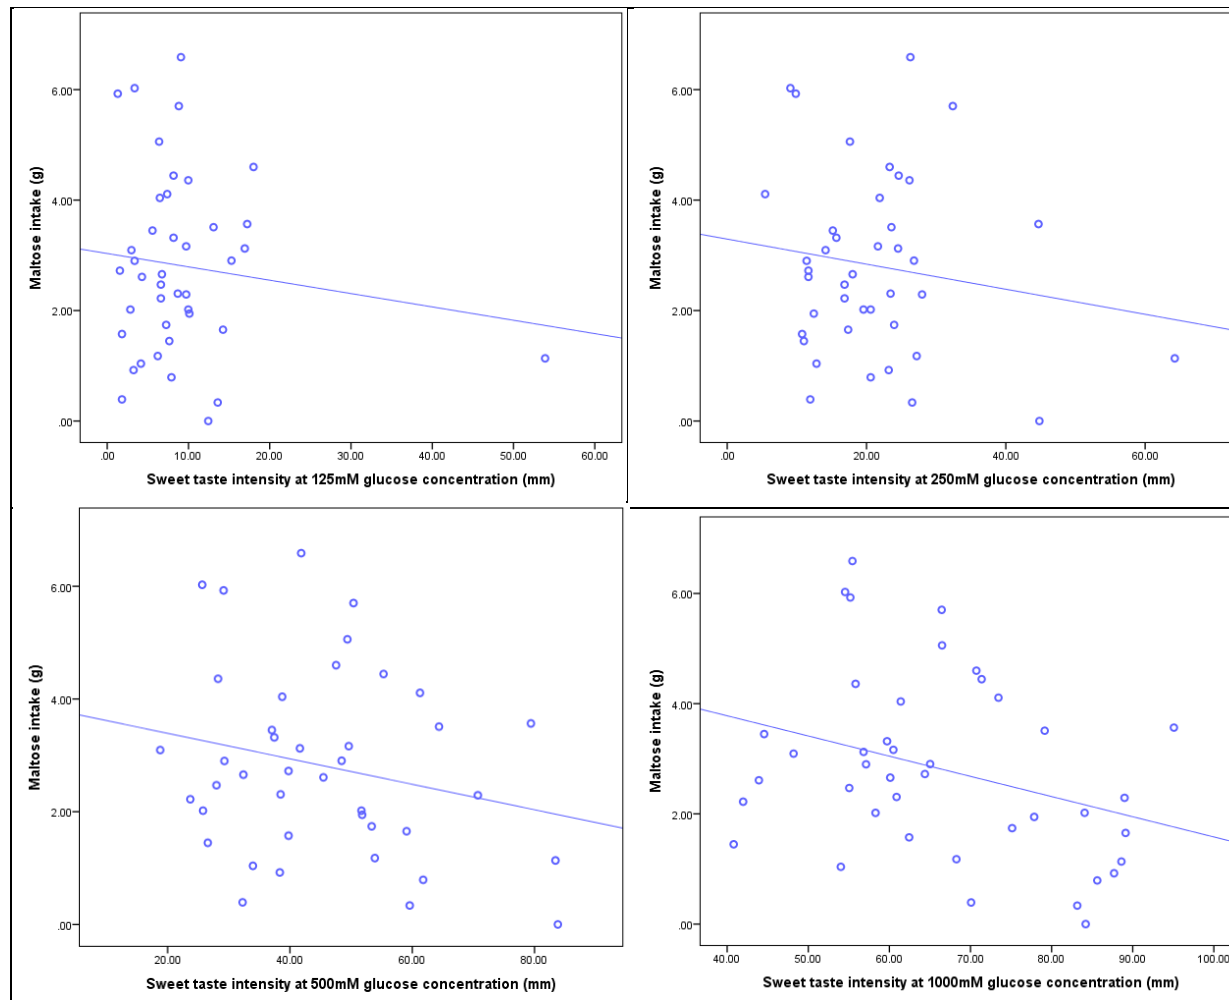 Maltose intake (g)
6.00
4.00
2.00
.00
.00 10.00 20.00 30.00 40.00 50.00 60.00
Sweet taste intensity at 125mM glucose concentration (mm)
Maltose intake (g)
6.00
4.00
2.00
.00
.00 20.00 40.00 60.00
Sweet taste intensity at 250mM glucose concentration (mm)
Maltose intake (g)
6.00
4.00
2.00
.00
20.00 40.00 60.00 80.00
Sweet taste intensity at 500mM glucose concentration (mm)
Maltose intake (g)
6.00
4.00
2.00
.00
40.00 50.00 60.00 70.00 80.00 90.00 100.00
Sweet taste intensity at 1000mM glucose concentration (mm)